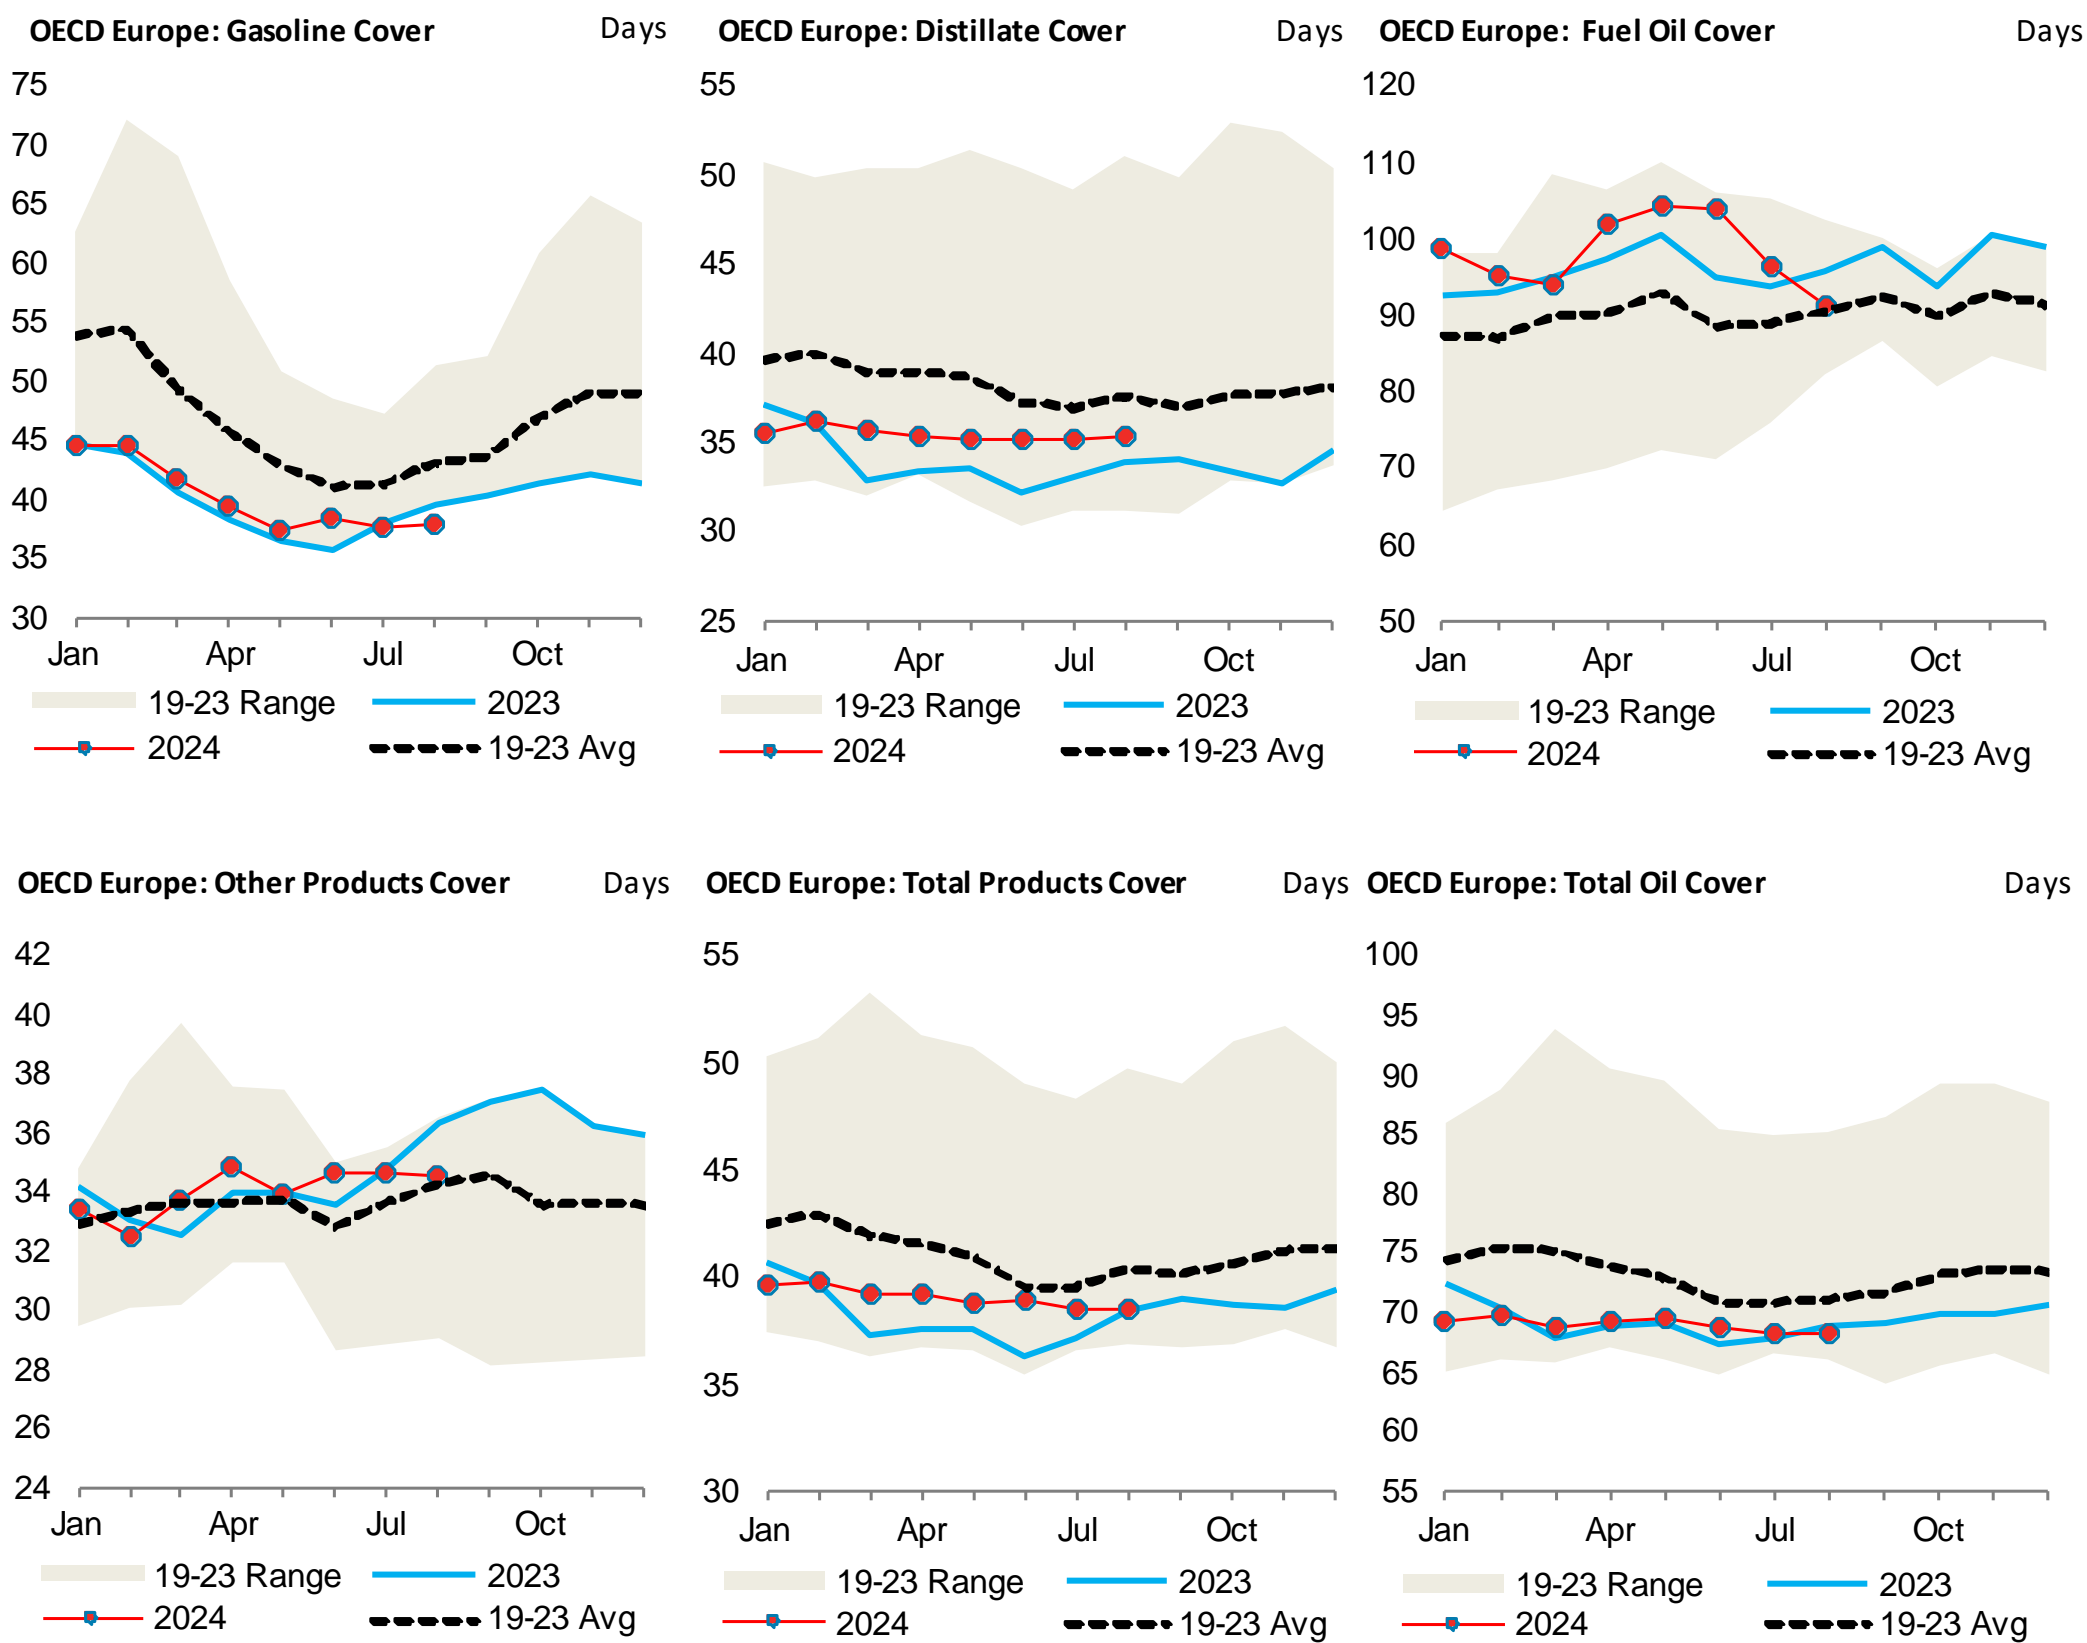 OECD Europe: Gasoline Cover Days
75
70
65
60
55
50
45
40
35
30
Jan Apr Jul Oct
19-23 Range 2023
2024 19-23 Avg
OECD Europe: Distillate Cover Days
55
50
45
40
35
30
25
Jan Apr Jul Oct
19-23 Range 2023
2024 19-23 Avg
OECD Europe: Fuel Oil Cover Days
120
110
100
90
80
70
60
50
Jan Apr Jul Oct
19-23 Range 2023
2024 19-23 Avg
OECD Europe: Other Products Cover Days
42
40
38
36
34
32
30
28
26
24
Jan Apr Jul Oct
19-23 Range 2023
2024 19-23 Avg
OECD Europe: Total Products Cover Days
55
50
45
40
35
30
Jan Apr Jul Oct
19-23 Range 2023
2024 19-23 Avg
OECD Europe: Total Oil Cover Days
100
95
90
85
80
75
70
65
60
55
Jan Apr Jul Oct
19-23 Range 2023
2024 19-23 Avg